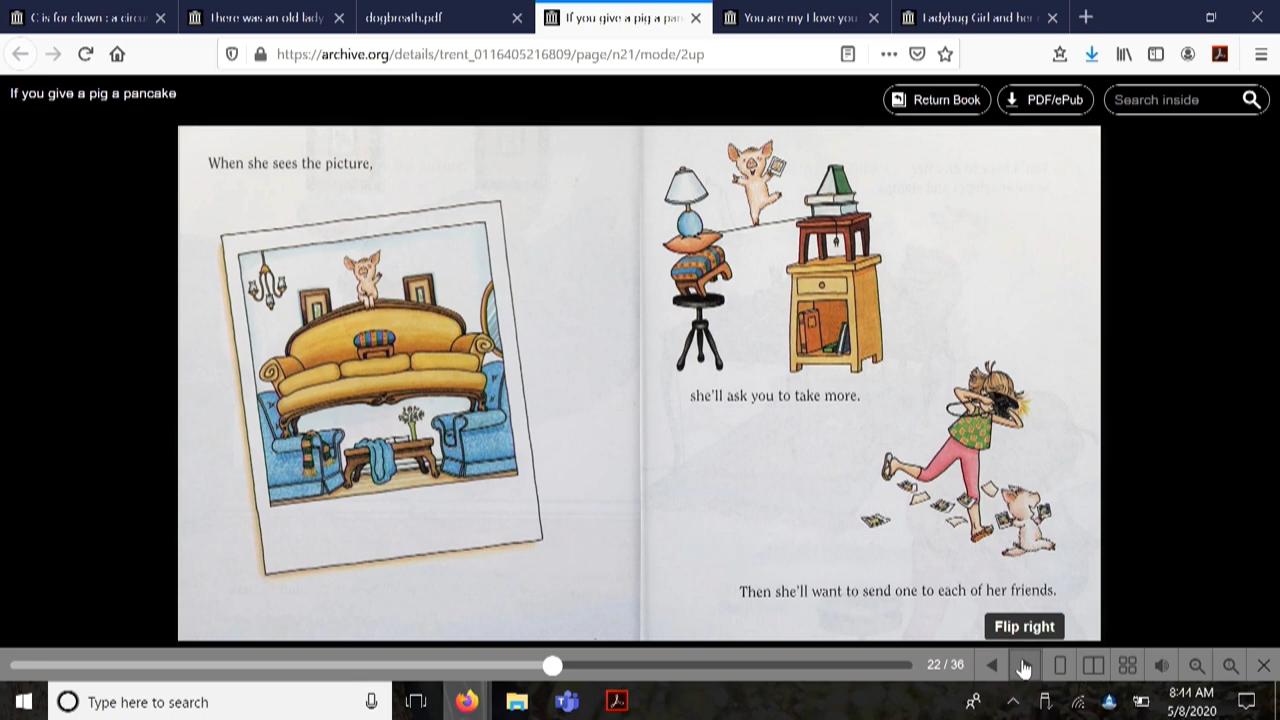 C is for clown : a circu
There was an old lady
dogbreath.pdf
If you give a pig a pan
You are my I love you
Ladybug Girl and her
https://archive.org/details/trent_0116405216809/page/n21/mode/2up
If you give a pig a pancake
Return Book
PDF/ePub
Search inside
When she sees the picture,
she'll ask you to take more.
Then she'll want to send one to each of her friends.
Flip right
22 / 36
Type here to search
8:44 AM
5/8/2020